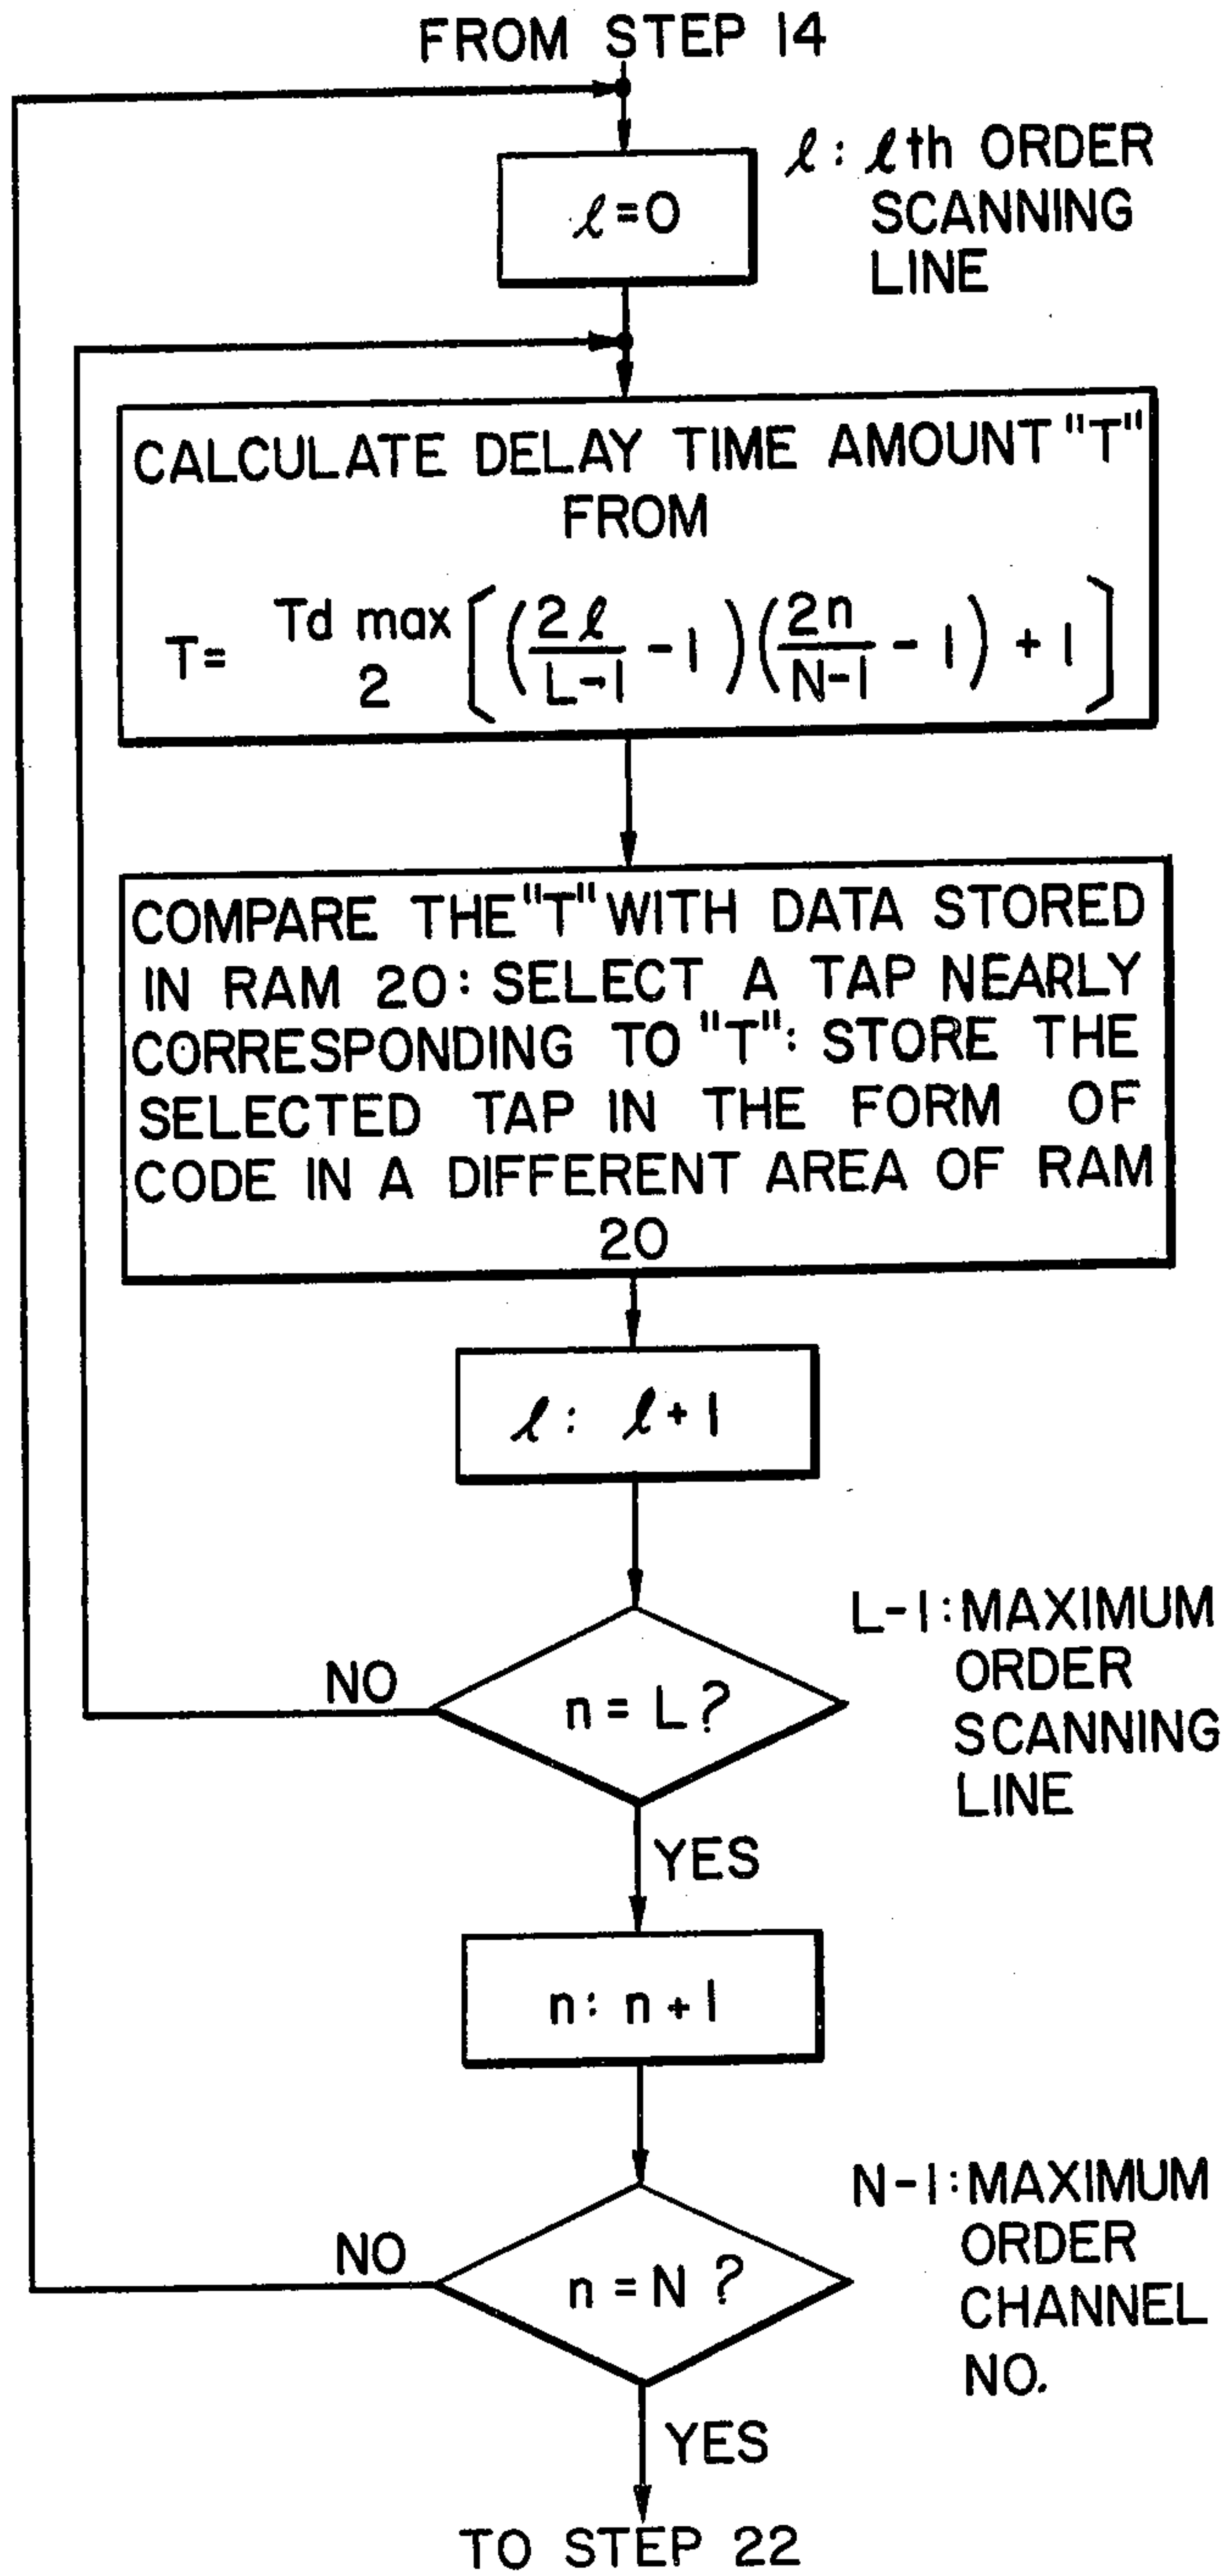 FROM STEP 14
ℓ: ℓth ORDER
SCANNING
LINE
ℓ=0
CALCULATE DELAY TIME AMOUNT "T"
FROM
T= Td max/2 [(2ℓ/L-1 - 1)(2n/N-1 - 1) + 1]
COMPARE THE "T" WITH DATA STORED
IN RAM 20: SELECT A TAP NEARLY
CORRESPONDING TO "T": STORE THE
SELECTED TAP IN THE FORM OF
CODE IN A DIFFERENT AREA OF RAM
20
ℓ: ℓ+1
L-1: MAXIMUM
ORDER
SCANNING
LINE
NO
n = L?
YES
n: n+1
N-1: MAXIMUM
ORDER
CHANNEL
NO.
NO
n = N ?
YES
TO STEP 22